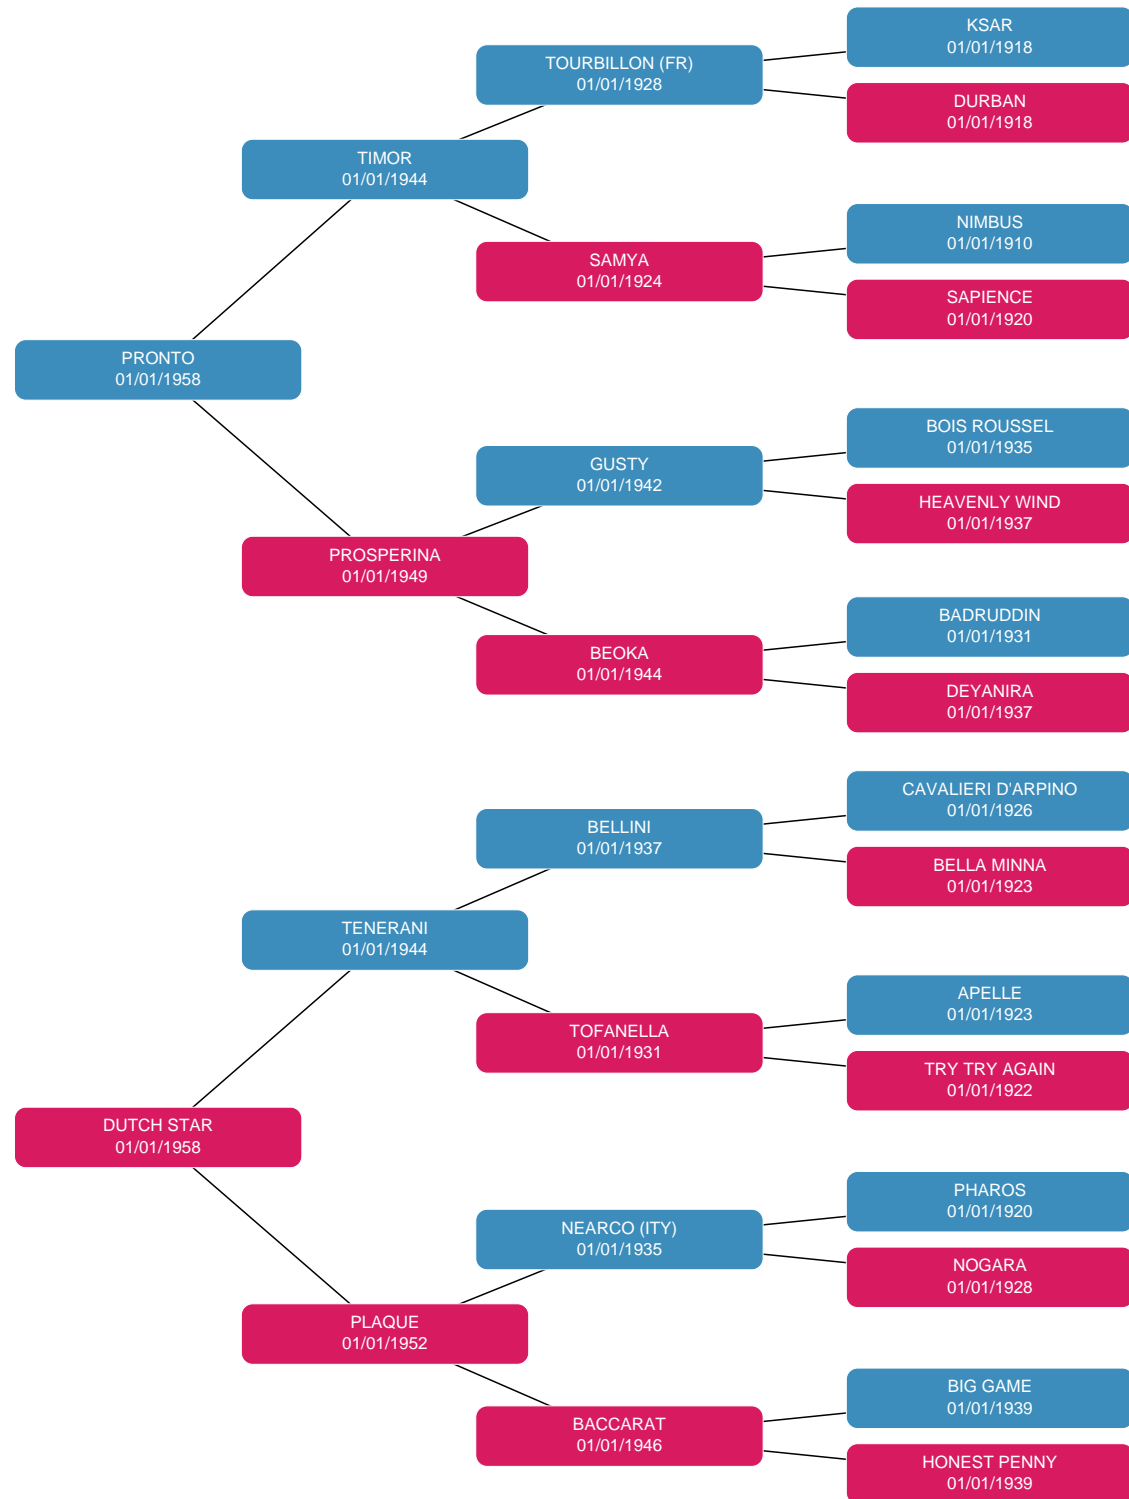 KSAR
01/01/1918
TOURBILLON (FR)
01/01/1928
DURBAN
01/01/1918
TIMOR
01/01/1944
NIMBUS
01/01/1910
SAMYA
01/01/1924
SAPIENCE
01/01/1920
PRONTO
01/01/1958
BOIS ROUSSEL
01/01/1935
GUSTY
01/01/1942
HEAVENLY WIND
01/01/1937
PROSPERINA
01/01/1949
BADRUDDIN
01/01/1931
BEOKA
01/01/1944
DEYANIRA
01/01/1937
CAVALIERI D'ARPINO
01/01/1926
BELLINI
01/01/1937
BELLA MINNA
01/01/1923
TENERANI
01/01/1944
APELLE
01/01/1923
TOFANELLA
01/01/1931
TRY TRY AGAIN
01/01/1922
DUTCH STAR
01/01/1958
PHAROS
01/01/1920
NEARCO (ITY)
01/01/1935
NOGARA
01/01/1928
PLAQUE
01/01/1952
BIG GAME
01/01/1939
BACCARAT
01/01/1946
HONEST PENNY
01/01/1939